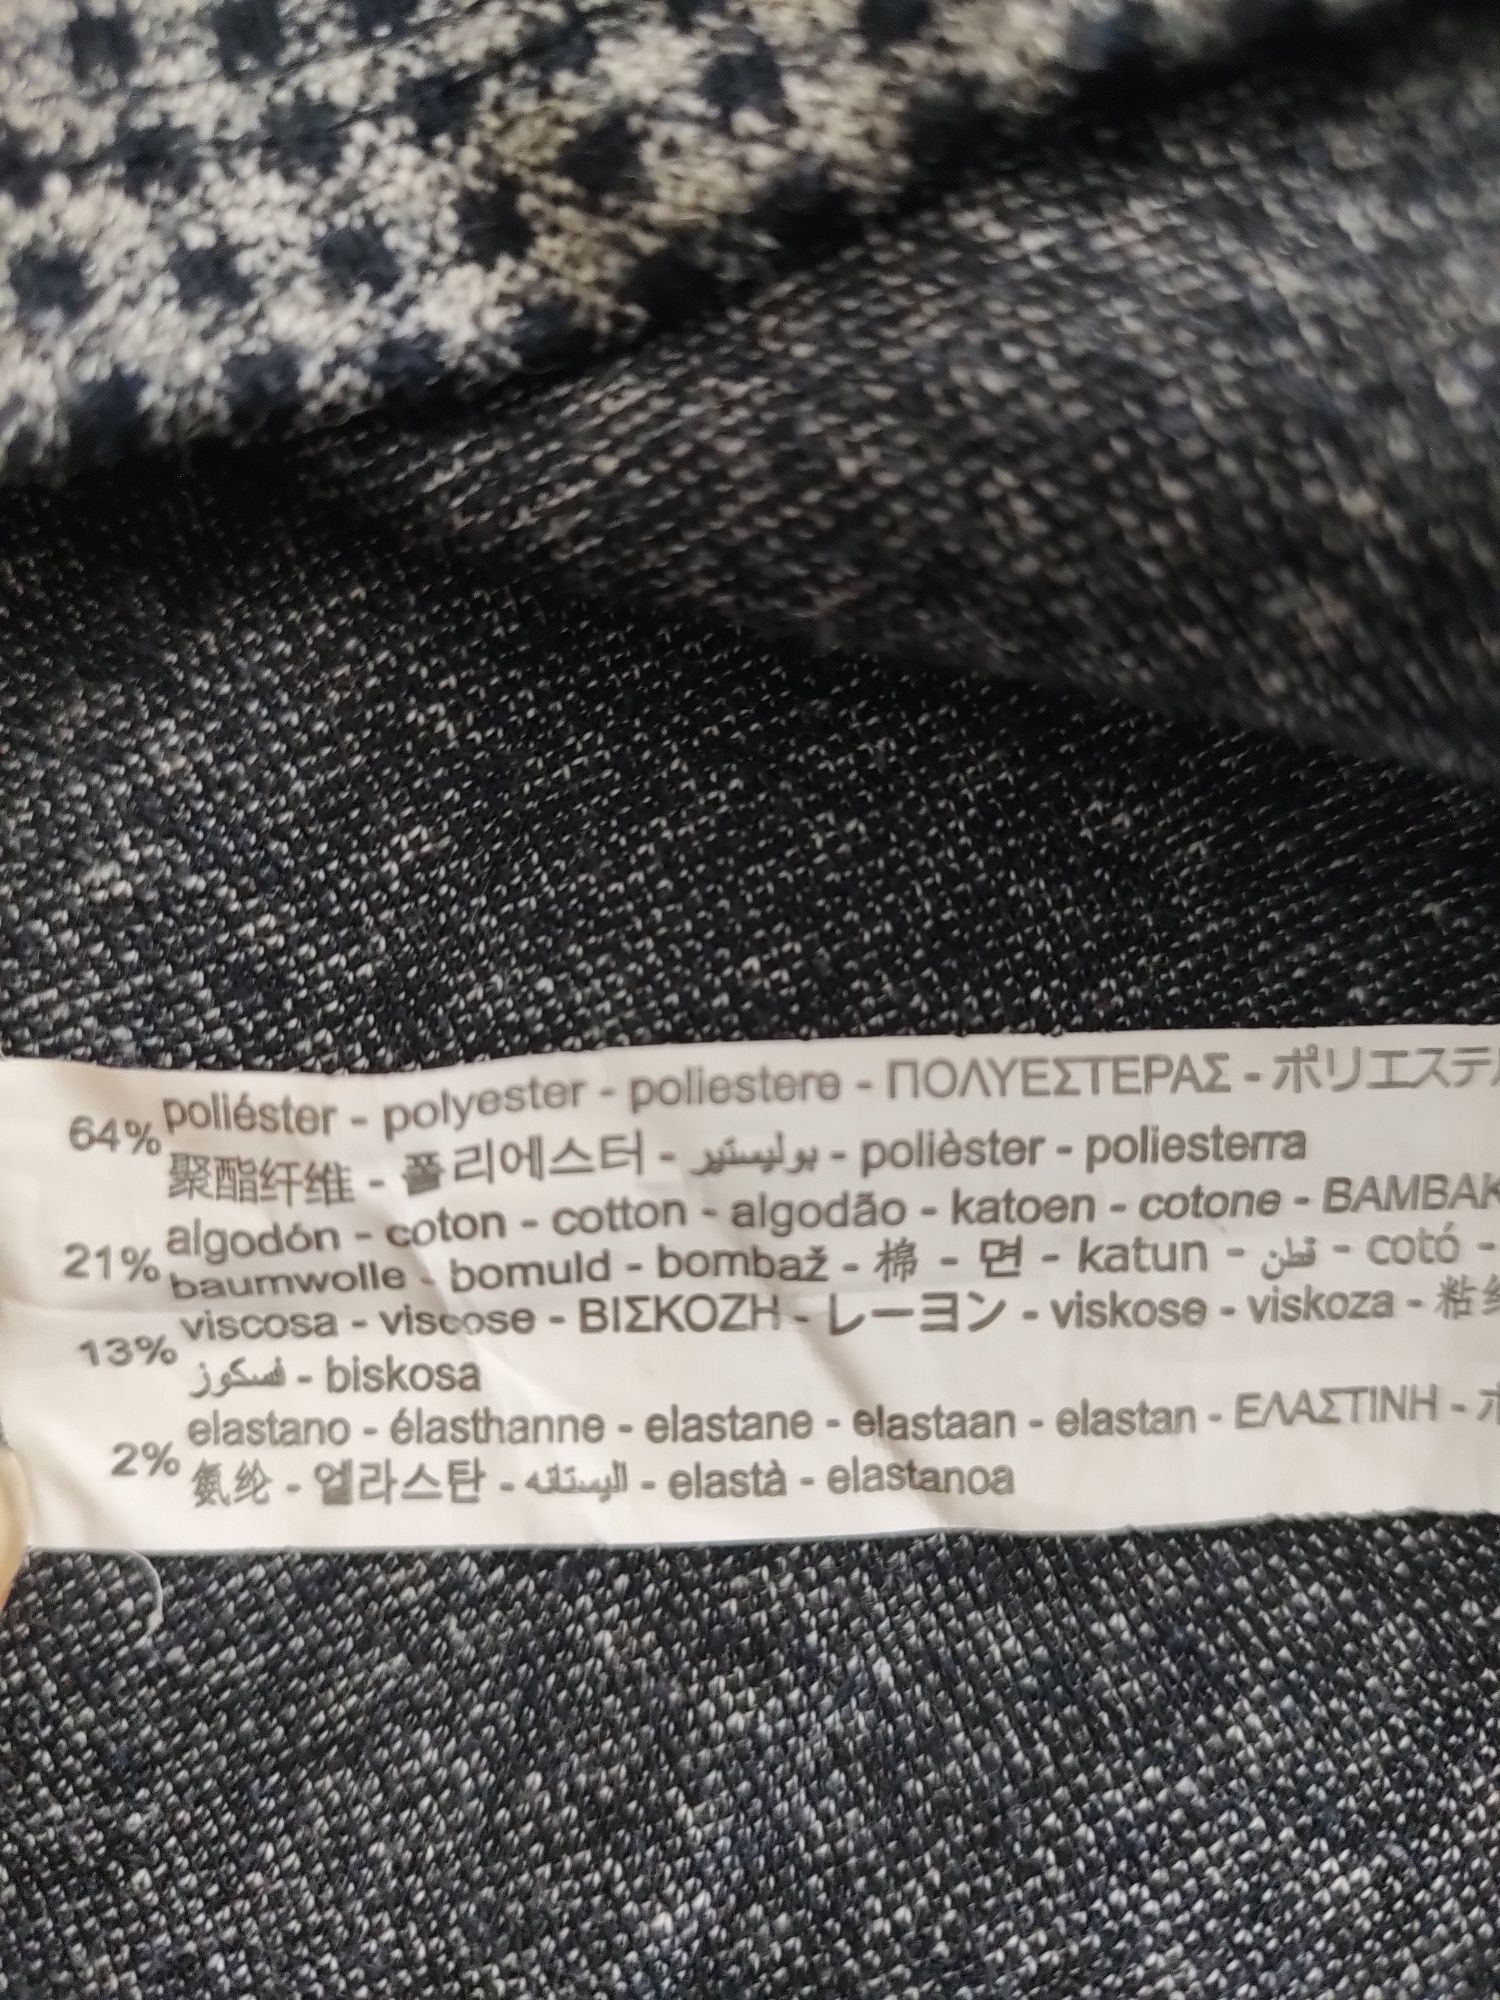 64% poliéster - polyester - poliestere - ΠΟΛΥΕΣΤΕΡΑΣ - ポリエステル
聚酯纤维 - 폴리에스터 - بوليستير - polièster - poliesterra
21% algodón - coton - cotton - algodão - katoen - cotone - BAMBAK
baumwolle - bomuld - bombaž - 棉 - 면 - katun - قطن - cotó -
13% viscosa - viscose - ΒΙΣΚΟΖΗ - レーヨン - viskose - viskoza - 粘
فسكوز - biskosa
2% elastano - élasthanne - elastane - elastaan - elastan - ΕΛΑΣΤΙΝΗ -
氨纶 - 엘라스탄 - اليستانه - elastà - elastanoa